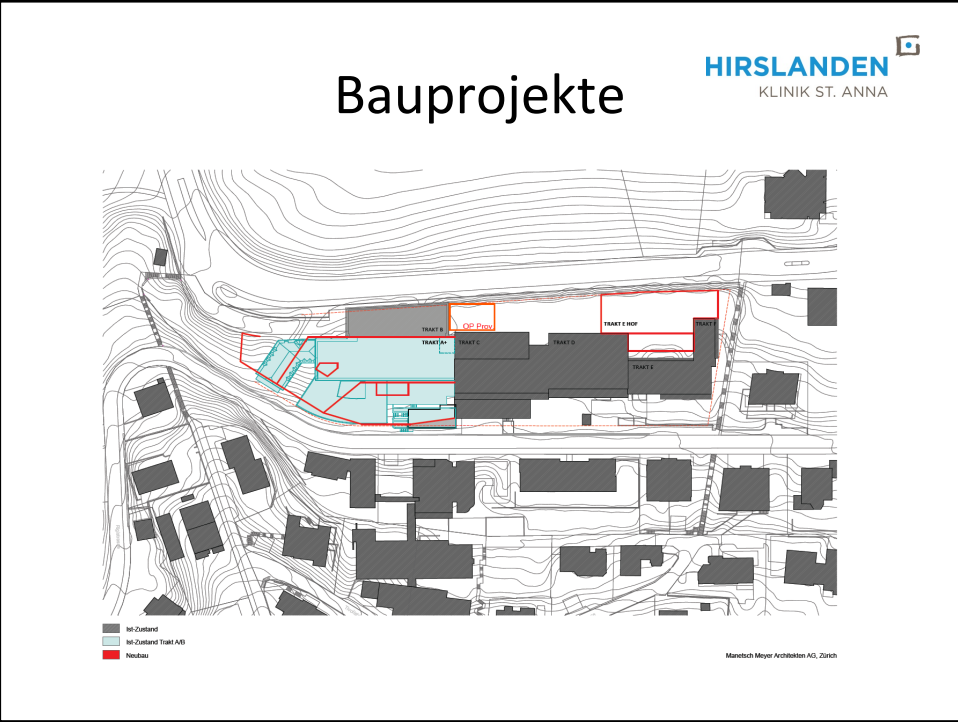 Bauprojekte
HIRSLANDEN
KLINIK ST. ANNA
TRAKT B
OP Prov.
TRAKT E HOF
TRAKT F
TRAKT A+
TRAKT C
TRAKT D
TRAKT E
Ist-Zustand
Ist-Zustand Trakt A/B
Neubau
Manetsch Meyer Architekten AG, Zürich